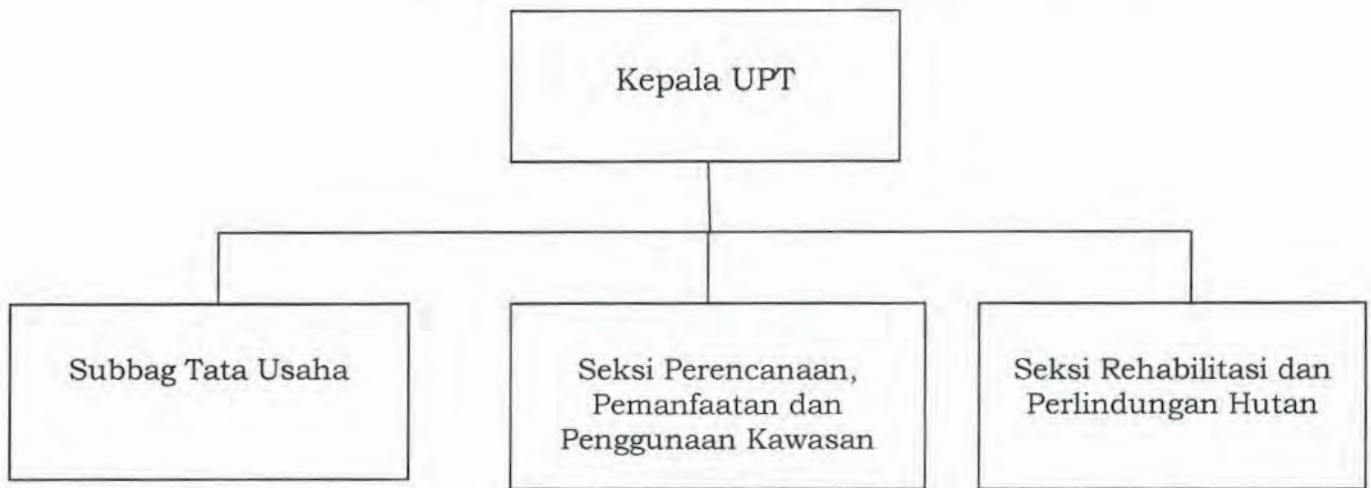 Kepala UPT
Subbag Tata Usaha
Seksi Perencanaan,
Pemanfaatan dan
Penggunaan Kawasan
Seksi Rehabilitasi dan
Perlindungan Hutan